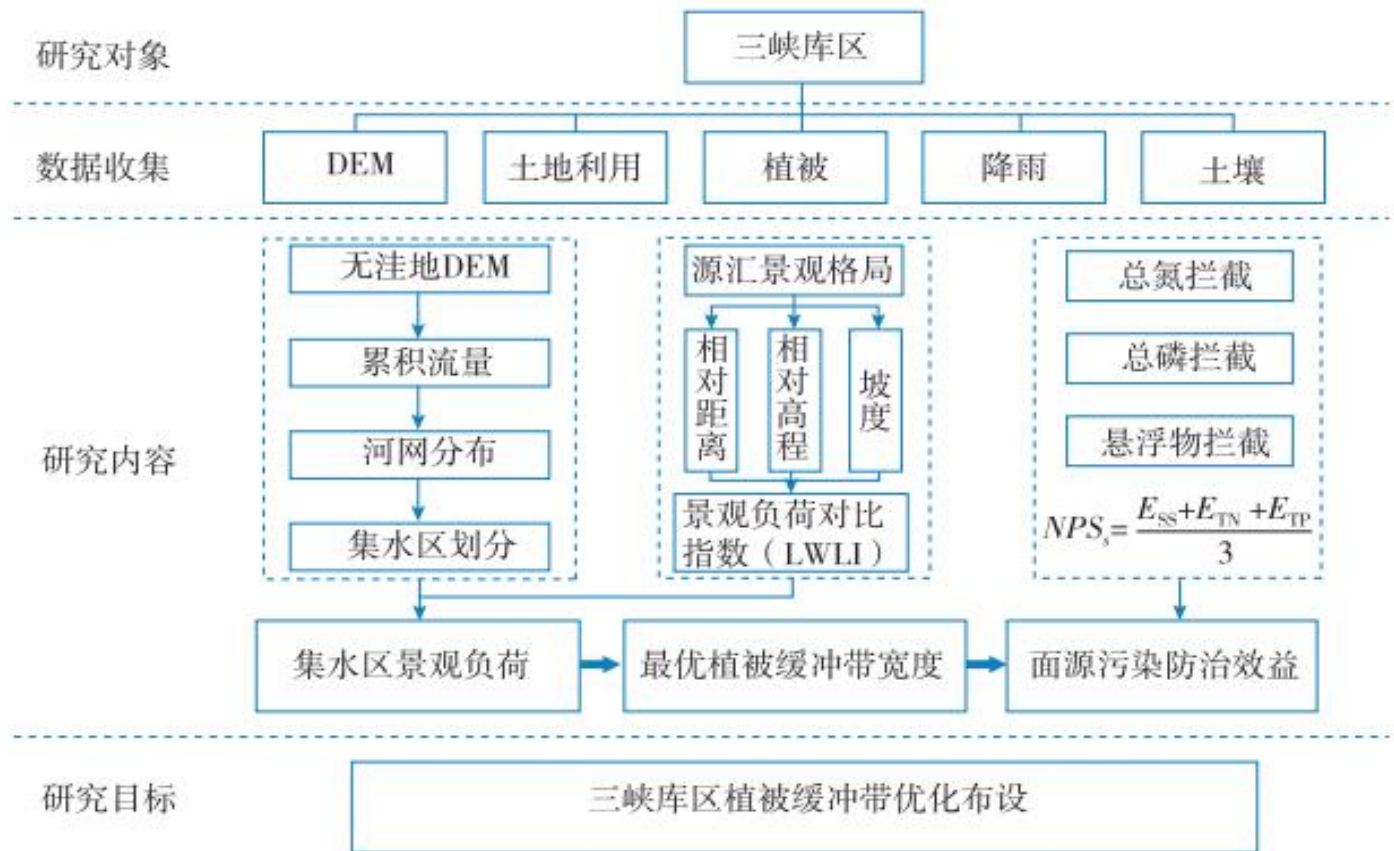 研究对象
三峡库区
数据收集
DEM
土地利用
植被
降雨
土壤
研究内容
无洼地DEM
累积流量
河网分布
集水区划分
源汇景观格局
相对距离
相对高程
坡度
景观负荷对比
指数（LWLI）
总氮拦截
总磷拦截
悬浮物拦截
NPSₛ= (E_SS+E_TN+E_TP)/3
集水区景观负荷
最优植被缓冲带宽度
面源污染防治效益
研究目标
三峡库区植被缓冲带优化布设